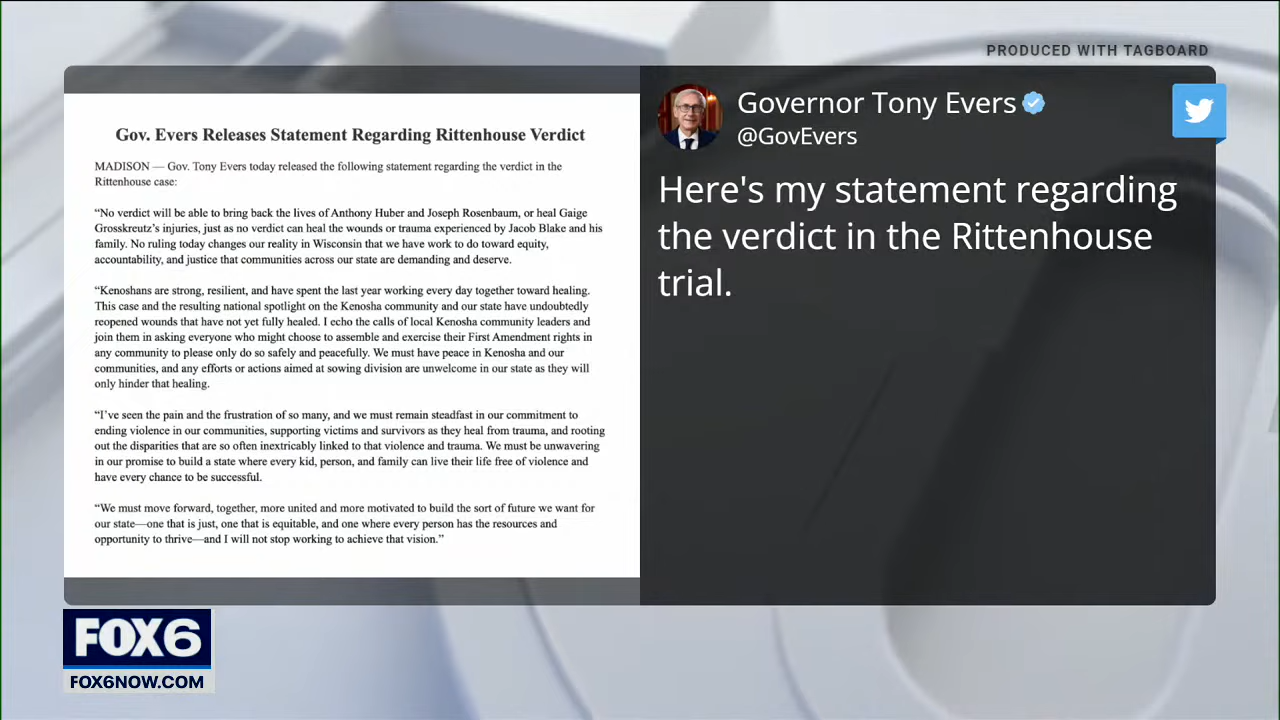 PRODUCED WITH TAGBOARD
Gov. Evers Releases Statement Regarding Rittenhouse Verdict
MADISON — Gov. Tony Evers today released the following statement regarding the verdict in the
Rittenhouse case:
“No verdict will be able to bring back the lives of Anthony Huber and Joseph Rosenbaum, or heal Gaige
Grosskreutz’s injuries, just as no verdict can heal the wounds or trauma experienced by Jacob Blake and his
family. No ruling today changes our reality in Wisconsin that we have work to do toward equity,
accountability, and justice that communities across our state are demanding and deserve.
“Kenoshans are strong, resilient, and have spent the last year working every day together toward healing.
This case and the resulting national spotlight on the Kenosha community and our state have undoubtedly
reopened wounds that have not yet fully healed. I echo the calls of local Kenosha community leaders and
join them in asking everyone who might choose to assemble and exercise their First Amendment rights in
any community to please only do so safely and peacefully. We must have peace in Kenosha and our
communities, and any efforts or actions aimed at sowing division are unwelcome in our state as they will
only hinder that healing.
“I’ve seen the pain and the frustration of so many, and we must remain steadfast in our commitment to
ending violence in our communities, supporting victims and survivors as they heal from trauma, and rooting
out the disparities that are so often inextricably linked to that violence and trauma. We must be unwavering
in our promise to build a state where every kid, person, and family can live their life free of violence and
have every chance to be successful.
“We must move forward, together, more united and more motivated to build the sort of future we want for
our state—one that is just, one that is equitable, and one where every person has the resources and
opportunity to thrive—and I will not stop working to achieve that vision.”
Governor Tony Evers
@GovEvers
Here's my statement regarding
the verdict in the Rittenhouse
trial.
FOX6
FOX6NOW.COM